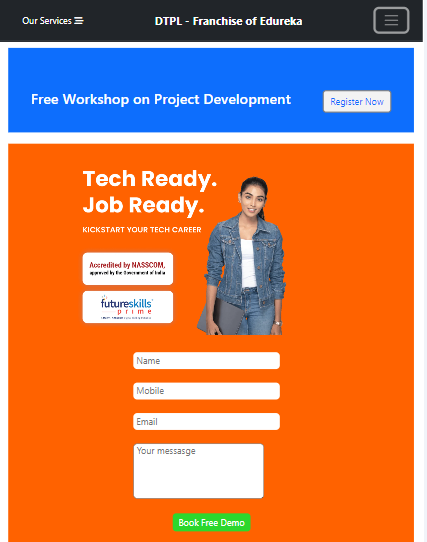 Our Services
DTPL - Franchise of Edureka
Free Workshop on Project Development
Register Now
Tech Ready.
Job Ready.
KICKSTART YOUR TECH CAREER
Accredited by NASSCOM,
approved by the Government of India
futureskills
prime
Name
Mobile
Email
Your messasge
Book Free Demo